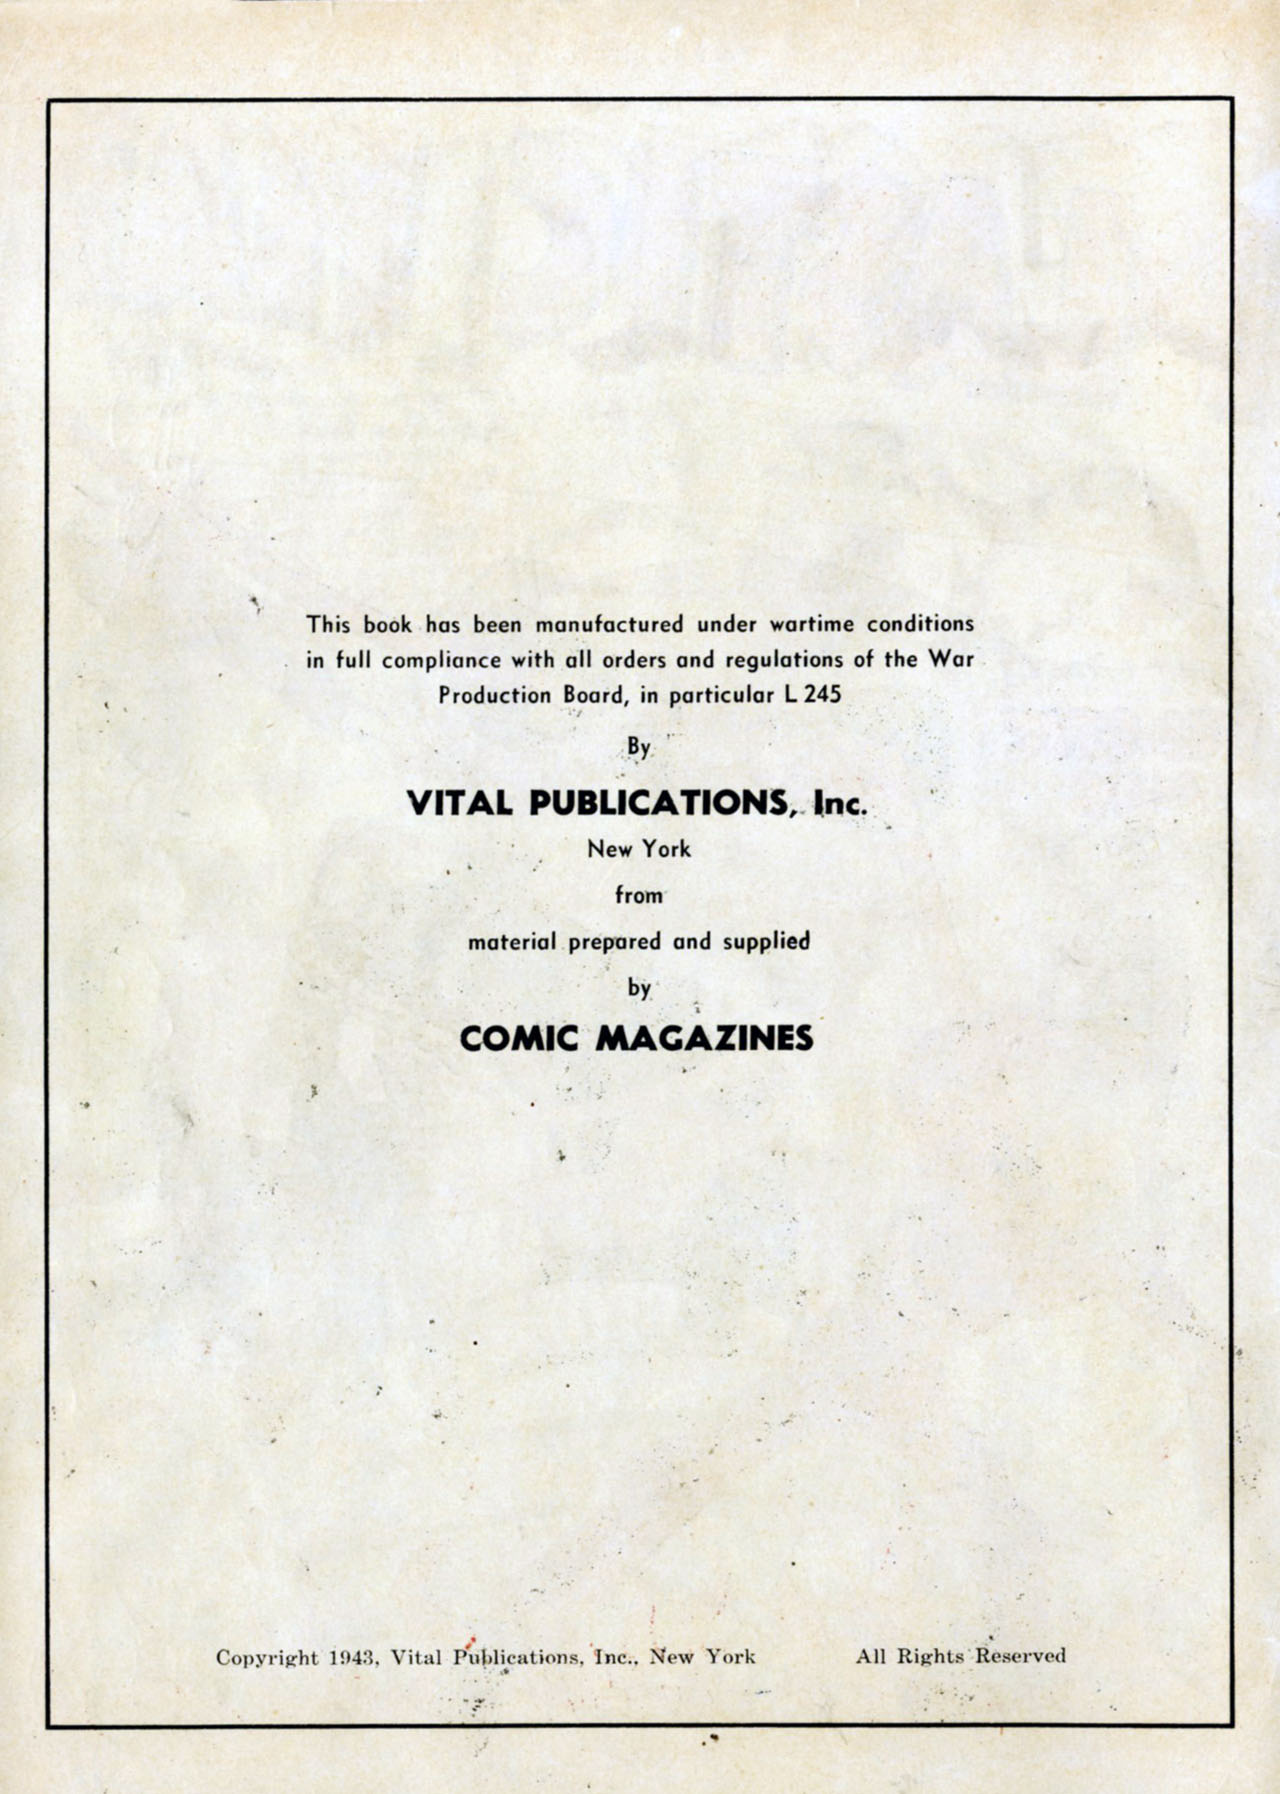 This book has been manufactured under wartime conditions
in full compliance with all orders and regulations of the War
Production Board, in particular L 245
By
VITAL PUBLICATIONS, Inc.
New York
from
material prepared and supplied
by
COMIC MAGAZINES
Copyright 1943, Vital Publications, Inc., New York All Rights Reserved